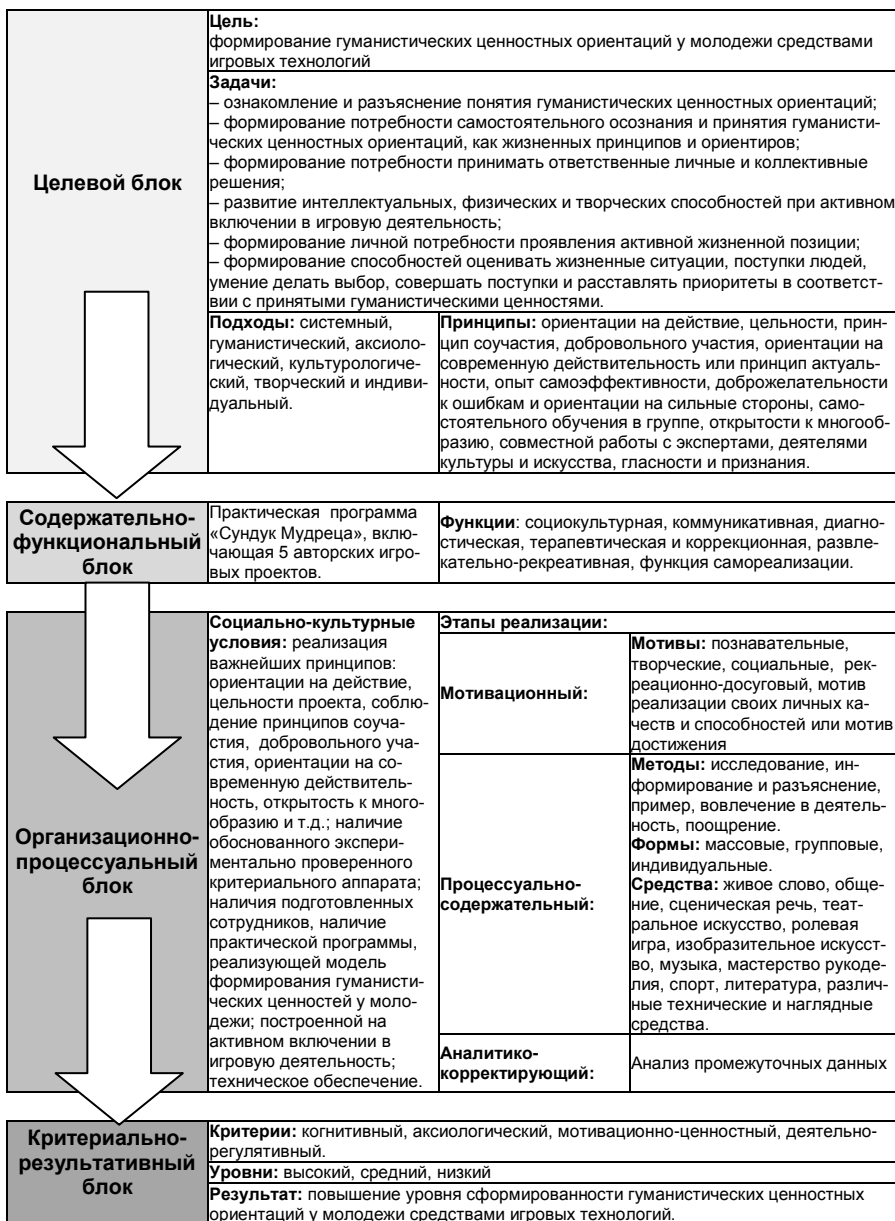 Целевой блок
Цель:
формирование гуманистических ценностных ориентаций у молодежи средствами
игровых технологий
Задачи:
– ознакомление и разъяснение понятия гуманистических ценностных ориентаций;
– формирование потребности самостоятельного осознания и принятия гуманисти-
ческих ценностных ориентаций, как жизненных принципов и ориентиров;
– формирование потребности принимать ответственные личные и коллективные
решения;
– развитие интеллектуальных, физических и творческих способностей при активном
включении в игровую деятельность;
– формирование личной потребности проявления активной жизненной позиции;
– формирование способностей оценивать жизненные ситуации, поступки людей,
умение делать выбор, совершать поступки и расставлять приоритеты в соответст-
вии с принятыми гуманистическими ценностями.
Подходы: системный,
гуманистический, аксиоло-
гический, культурологиче-
ский, творческий и индиви-
дуальный.
Принципы: ориентации на действие, цельности, прин-
цип соучастия, добровольного участия, ориентации на
современную действительность или принцип актуаль-
ности, опыт самоэффективности, доброжелательности
к ошибкам и ориентации на сильные стороны, само-
стоятельного обучения в группе, открытости к многооб-
разию, совместной работы с экспертами, деятелями
культуры и искусства, гласности и признания.
Содержательно-
функциональный
блок
Практическая программа
«Сундук Мудреца», вклю-
чающая 5 авторских игро-
вых проектов.
Функции: социокультурная, коммуникативная, диагно-
стическая, терапевтическая и коррекционная, развле-
кательно-рекреативная, функция самореализации.
Организационно-
процессуальный
блок
Социально-культурные
условия: реализация
важнейших принципов:
ориентации на действие,
цельности проекта, соблю-
дение принципов соуча-
стия, добровольного уча-
стия, ориентации на со-
временную действитель-
ность, открытость к много-
образию и т.д.; наличие
обоснованного экспери-
ментально проверенного
критериального аппарата;
наличия подготовленных
сотрудников, наличие
практической программы,
реализующей модель
формирования гуманисти-
ческих ценностей у моло-
дежи; построенной на
активном включении в
игровую деятельность;
техническое обеспечение.
Этапы реализации:
Мотивационный:
Мотивы: познавательные,
творческие, социальные, рек-
реационно-досуговый, мотив
реализации своих личных ка-
честв и способностей или мотив
достижения
Процессуально-
содержательный:
Методы: исследование, ин-
формирование и разъяснение,
пример, вовлечение в деятель-
ность, поощрение.
Формы: массовые, групповые,
индивидуальные.
Средства: живое слово, обще-
ние, сценическая речь, теат-
ральное искусство, ролевая
игра, изобразительное искусст-
во, музыка, мастерство рукоде-
лия, спорт, литература, различ-
ные технические и наглядные
средства.
Аналитико-
корректирующий:
Анализ промежуточных данных
Критериально-
результативный
блок
Критерии: когнитивный, аксиологический, мотивационно-ценностный, деятельно-
регулятивный.
Уровни: высокий, средний, низкий
Результат: повышение уровня сформированности гуманистических ценностных
ориентаций у молодежи средствами игровых технологий.